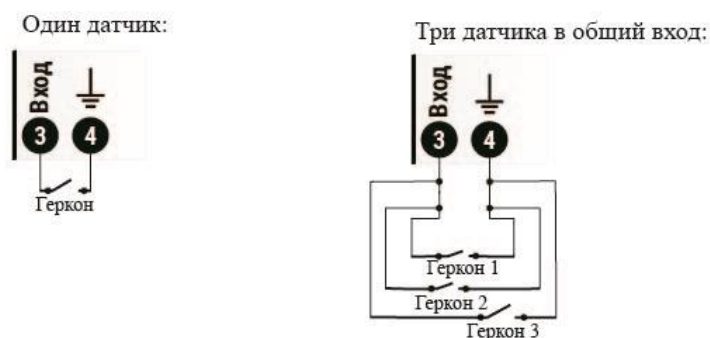 Один датчик:
Вход
3 4
Геркон
Три датчика в общий вход:
Вход
3 4
Геркон 1
Геркон 2
Геркон 3